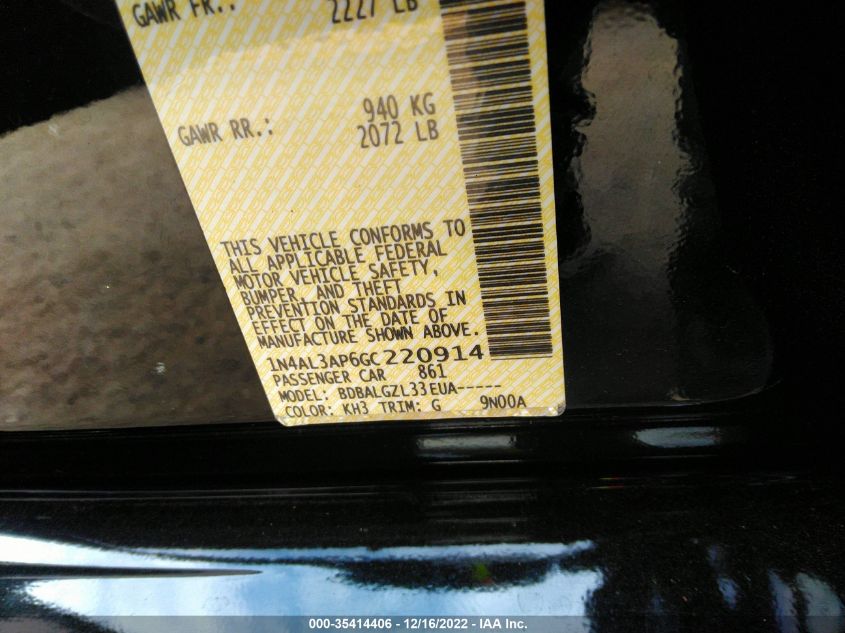 GAWR FR.: 2227 LB
940 KG
GAWR RR.: 2072 LB
THIS VEHICLE CONFORMS TO
ALL APPLICABLE FEDERAL
MOTOR VEHICLE SAFETY,
BUMPER, AND THEFT
PREVENTION STANDARDS IN
EFFECT ON THE DATE OF
MANUFACTURE SHOWN ABOVE.
1N4AL3AP6GC220914
PASSENGER CAR 861
MODEL: BDBALGZL33EUA-----
COLOR: KH3 TRIM: G 9N00A
000-35414406 - 12/16/2022 - IAA Inc.